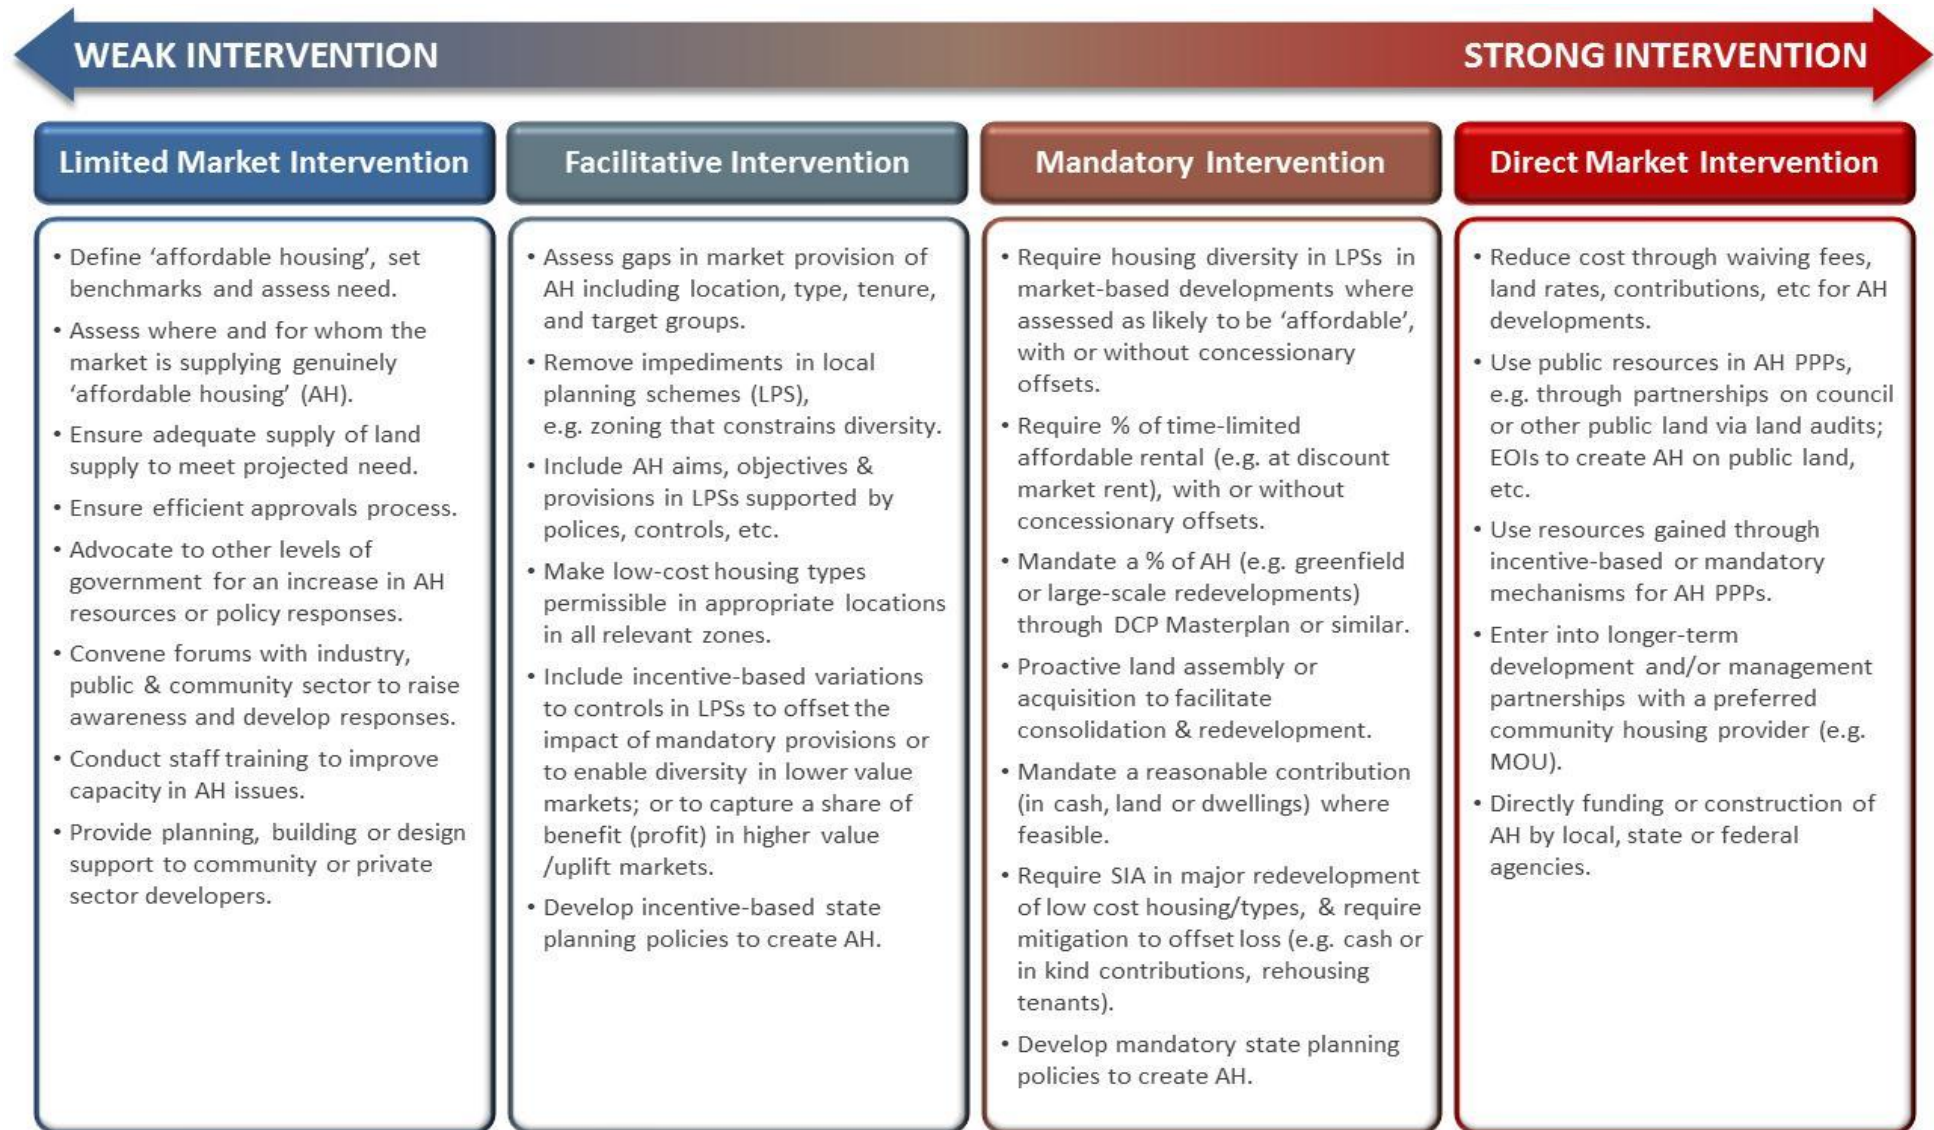 WEAK INTERVENTION
STRONG INTERVENTION
Limited Market Intervention
• Define ‘affordable housing’, set
benchmarks and assess need.
• Assess where and for whom the
market is supplying genuinely
‘affordable housing’ (AH).
• Ensure adequate supply of land
supply to meet projected need.
• Ensure efficient approvals process.
• Advocate to other levels of
government for an increase in AH
resources or policy responses.
• Convene forums with industry,
public & community sector to raise
awareness and develop responses.
• Conduct staff training to improve
capacity in AH issues.
• Provide planning, building or design
support to community or private
sector developers.
Facilitative Intervention
• Assess gaps in market provision of
AH including location, type, tenure,
and target groups.
• Remove impediments in local
planning schemes (LPS),
e.g. zoning that constrains diversity.
• Include AH aims, objectives &
provisions in LPSs supported by
polices, controls, etc.
• Make low-cost housing types
permissible in appropriate locations
in all relevant zones.
• Include incentive-based variations
to controls in LPSs to offset the
impact of mandatory provisions or
to enable diversity in lower value
markets; or to capture a share of
benefit (profit) in higher value
/uplift markets.
• Develop incentive-based state
planning policies to create AH.
Mandatory Intervention
• Require housing diversity in LPSs in
market-based developments where
assessed as likely to be ‘affordable’,
with or without concessionary
offsets.
• Require % of time-limited
affordable rental (e.g. at discount
market rent), with or without
concessionary offsets.
• Mandate a % of AH (e.g. greenfield
or large-scale redevelopments)
through DCP Masterplan or similar.
• Proactive land assembly or
acquisition to facilitate
consolidation & redevelopment.
• Mandate a reasonable contribution
(in cash, land or dwellings) where
feasible.
• Require SIA in major redevelopment
of low cost housing/types, & require
mitigation to offset loss (e.g. cash or
in kind contributions, rehousing
tenants).
• Develop mandatory state planning
policies to create AH.
Direct Market Intervention
• Reduce cost through waiving fees,
land rates, contributions, etc for AH
developments.
• Use public resources in AH PPPs,
e.g. through partnerships on council
or other public land via land audits;
EOIs to create AH on public land,
etc.
• Use resources gained through
incentive-based or mandatory
mechanisms for AH PPPs.
• Enter into longer-term
development and/or management
partnerships with a preferred
community housing provider (e.g.
MOU).
• Directly funding or construction of
AH by local, state or federal
agencies.